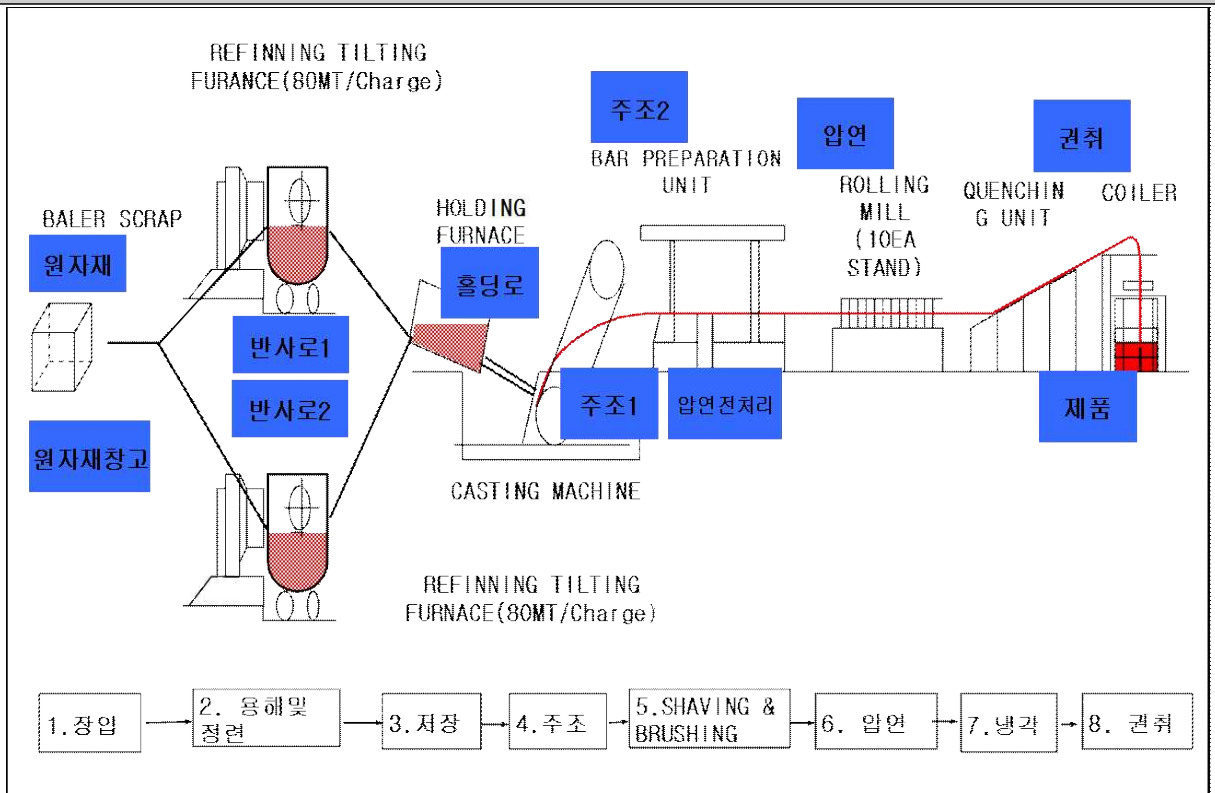 REFINNING TILTING
FURANCE(80MT/Charge)
주조2
압연
권취
BAR PREPARATION
UNIT
ROLLING
MILL
(10EA
STAND)
QUENCHIN
G UNIT
COILER
BALER SCRAP
원자재
HOLDING
FURNACE
홀딩로
반사로1
반사로2
주조1
압연전처리
제품
원자재창고
CASTING MACHINE
REFINNING TILTING
FURNACE(80MT/Charge)
1.장입
2. 용해및
정련
3.저장
4.주조
5.SHAVING &
BRUSHING
6. 압연
7.냉각
8. 권취